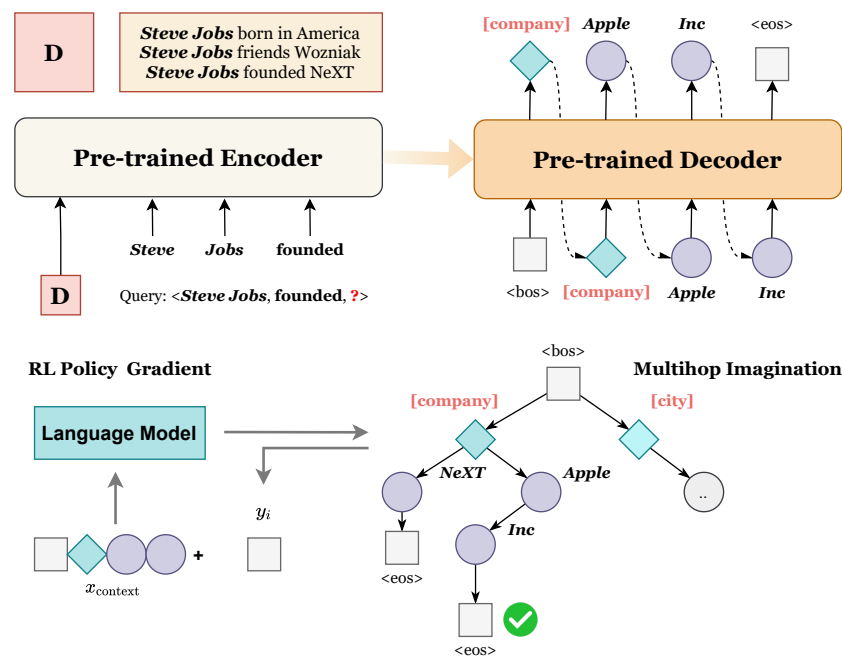 D
Steve Jobs born in America
Steve Jobs friends Wozniak
Steve Jobs founded NeXT
[company]
Apple
Inc
<eos>
Pre-trained Encoder
Pre-trained Decoder
Steve
Jobs
founded
D
Query: <Steve Jobs, founded, ?>
<bos>
[company]
Apple
Inc
RL Policy Gradient
Language Model
y_i
x_context
+
<bos>
Multihop Imagination
[company]
[city]
NeXT
Apple
..
Inc
<eos>
<eos>